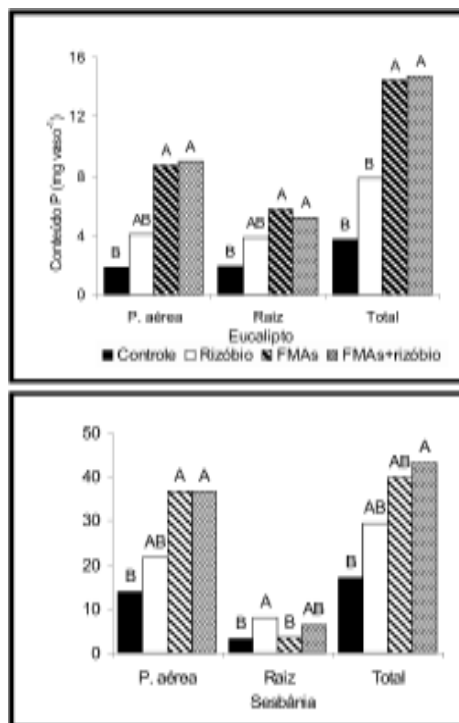 16
A A
12
A A
B
8
A A
AB AB
4
B B B
0
Conteúdo P (mg vaso⁻¹)
P. aérea Raiz Total
Eucalipto
Controle Rizóbio FMAs FMAs+rizóbio
50
A
AB
40
A A
30
AB
20
AB
B B
10
A AB
B B
0
P. aérea Raiz Total
Sesbânia